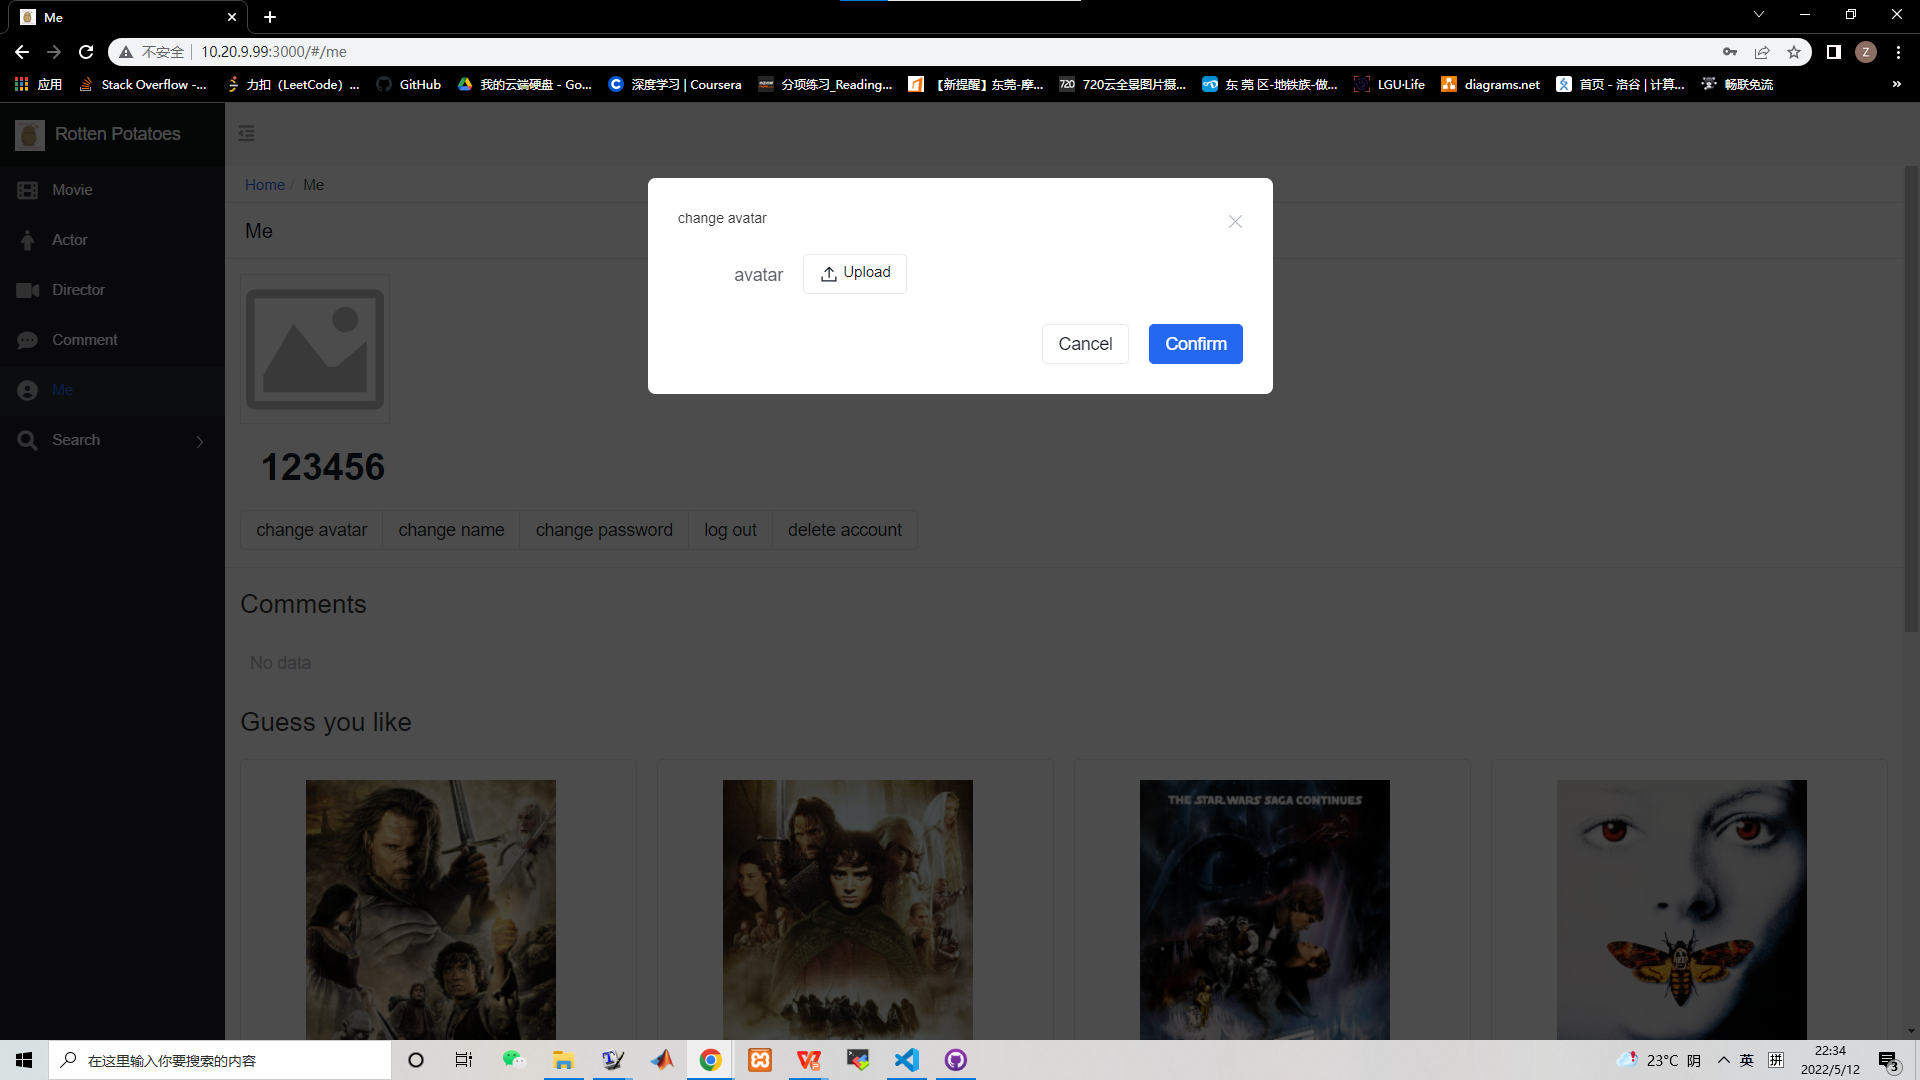 Me
不安全
10.20.9.99:3000/#/me
Z
应用
Stack Overflow -...
力扣（LeetCode）...
GitHub
我的云端硬盘 - Go...
深度学习 | Coursera
分项练习_Reading...
【新提醒】东莞-摩...
720云全景图片摄...
东 莞 区-地铁族-做...
LGU·Life
diagrams.net
首页 - 洛谷 | 计算...
畅联免流
»
Rotten Potatoes
Movie
Actor
Director
Comment
Me
Search
Home / Me
Me
change avatar
avatar
Upload
Cancel
Confirm
123456
change avatar
change name
change password
log out
delete account
Comments
No data
Guess you like
THE STAR WARS SAGA CONTINUES
在这里输入你要搜索的内容
23°C 阴
英
拼
22:34
2022/5/12
3